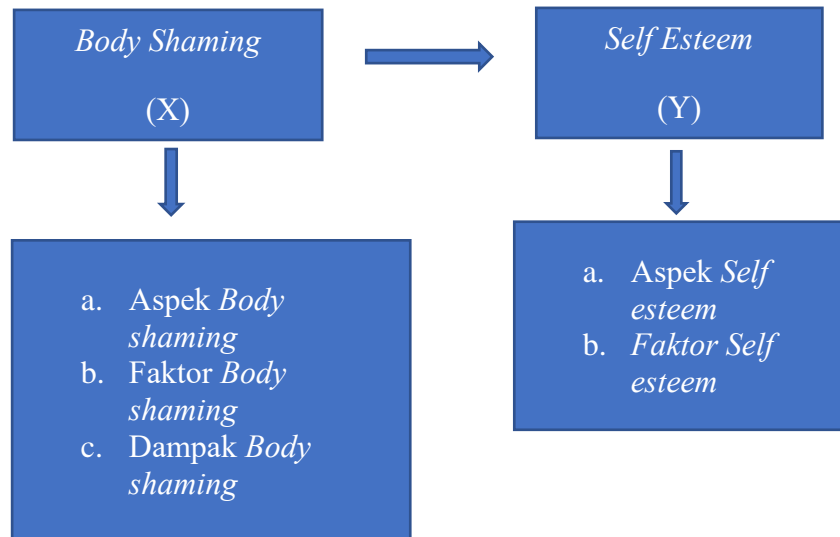 Body Shaming
(X)
Self Esteem
(Y)
a. Aspek Body
shaming
b. Faktor Body
shaming
c. Dampak Body
shaming
a. Aspek Self
esteem
b. Faktor Self
esteem